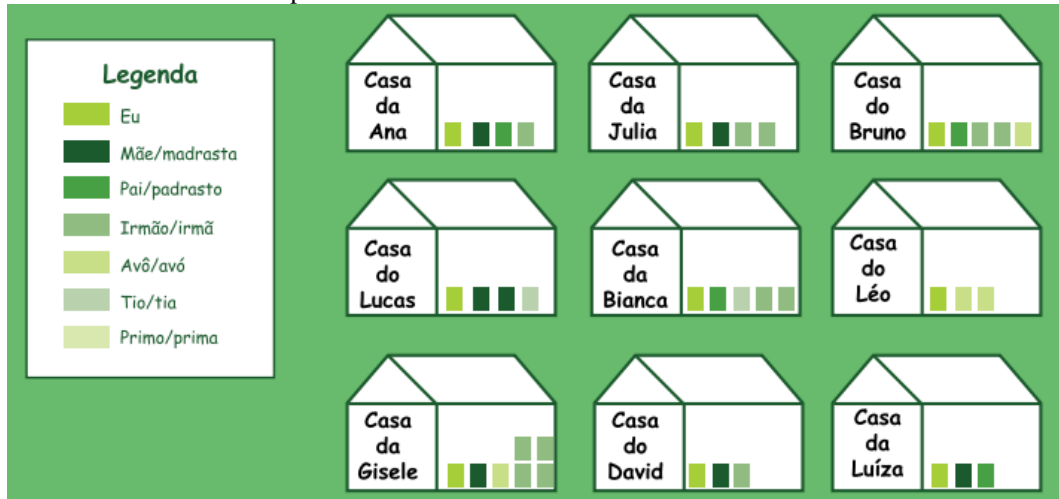 Legenda
Eu
Mãe/madrasta
Pai/padrasto
Irmão/irmã
Avô/avó
Tio/tia
Primo/prima
Casa
da
Ana
Casa
da
Julia
Casa
do
Bruno
Casa
do
Lucas
Casa
da
Bianca
Casa
do
Léo
Casa
da
Gisele
Casa
do
David
Casa
da
Luíza